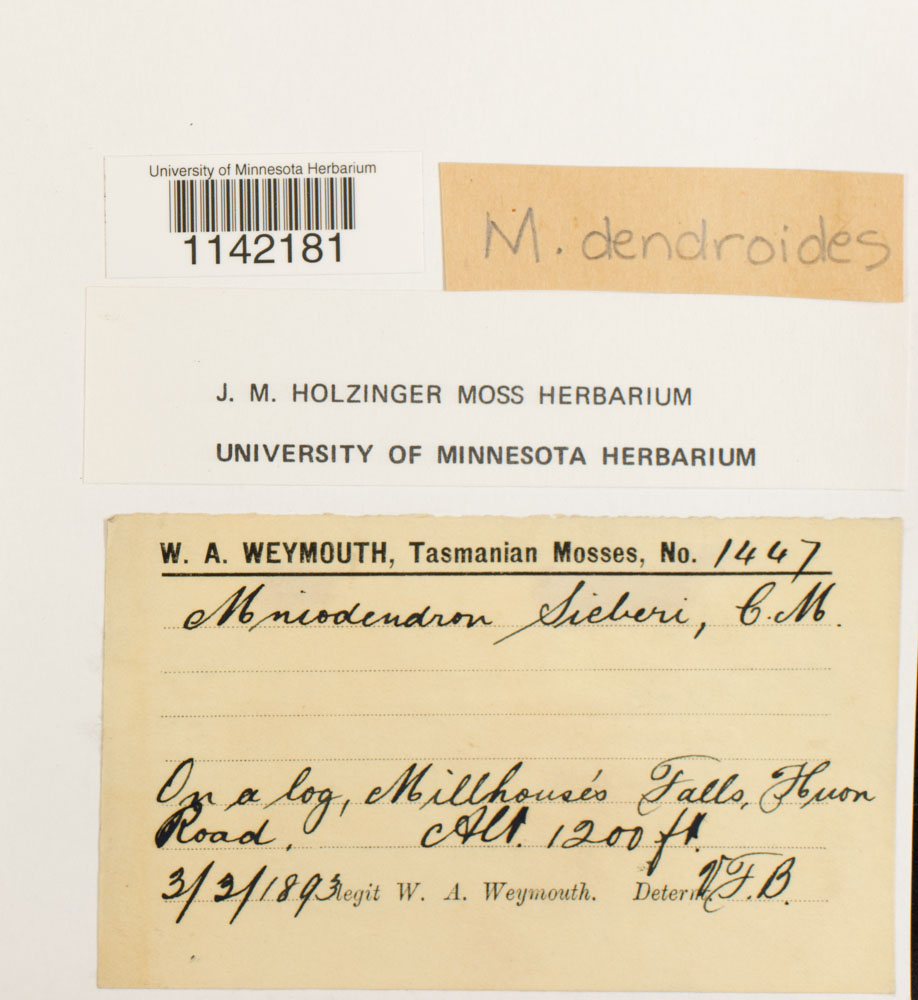 University of Minnesota Herbarium
1142181
M. dendroides
J. M. HOLZINGER MOSS HERBARIUM
UNIVERSITY OF MINNESOTA HERBARIUM
W. A. WEYMOUTH, Tasmanian Mosses, No. 1447
Mniodendron Sieberi, C. M.
On a log, Millhouse's Falls, Huon
Road. Alt. 1200 ft.
3/3/1893 legit W. A. Weymouth. Determ. V. F. B.